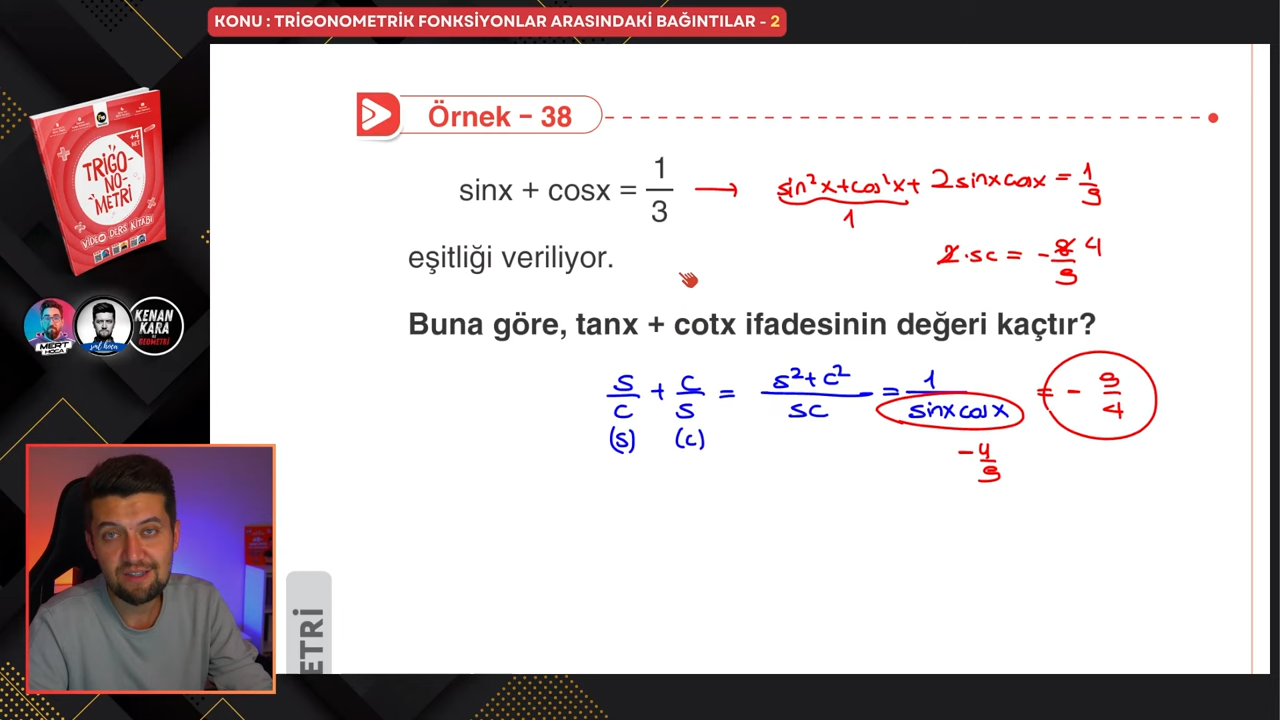 KONU : TRİGONOMETRİK FONKSİYONLAR ARASINDAKİ BAĞINTILAR - 2
+4 NET
TRİGO-
NO-
METRİ
VİDEO DERS KİTABI
MERT HOCA
KENAN KARA
GEOMETRİ
Örnek - 38
sinx + cosx = 1/3 → sin²x+cos²x+ 2sinxcosx = 1/9
1
eşitliği veriliyor.
2·sc = -8/9 4
Buna göre, tanx + cotx ifadesinin değeri kaçtır?
s/c + c/s = s²+c²/sc = 1/sinxcosx = - 9/4
(s) (c)
-4/9
ETRİ